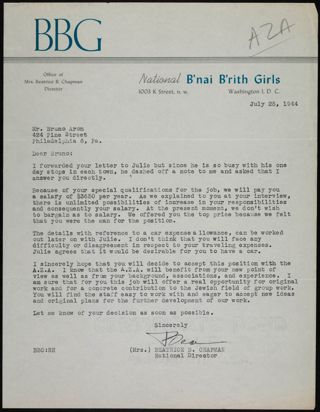 BBG
AZA
Office of
Mrs. Beatrice B. Chapman
Director
National B'nai B'rith Girls
1003 K Street, n. w.
Washington 1, D. C.
July 25, 1944
Mr. Bruno Aron
424 Pine Street
Philadelphia 6, Pa.
Dear Bruno:
I forwarded your letter to Julie but since he is so busy with his one
day stops in each town, he dashed off a note to me and asked that I
answer you directly.
Because of your special qualifications for the job, we will pay you
a salary of $3630 per year. As we explained to you at your interview,
there is unlimited possibilities of increase in your responsibilities
and consequently your salary. At the present moment, we don't wish
to bargain as to salary. We offered you the top price because we felt
that you were the man for the position.
The details with reference to a car expense allowance, can be worked
out later on with Julie. I don't think that you will face any
difficulty or disagreement in respect to your traveling expenses.
Julie agrees that it would be desirable for you to have a car.
I sincerely hope that you will decide to accept this position with the
A.Z.A. I know that the A.Z.A. will benefit from your new point of
view as well as from your background, associations, and experience. I
am sure that for you this job will offer a real opportunity for original
work and for a concrete contribution to the Jewish field of group work.
You will find the staff easy to work with and eager to accept new ideas
and original plans for the further development of our work.
Let me know of your decision as soon as possible.
Sincerely
Bea
BBC:RH (Mrs.) BEATRICE B. CHAPMAN
National Director